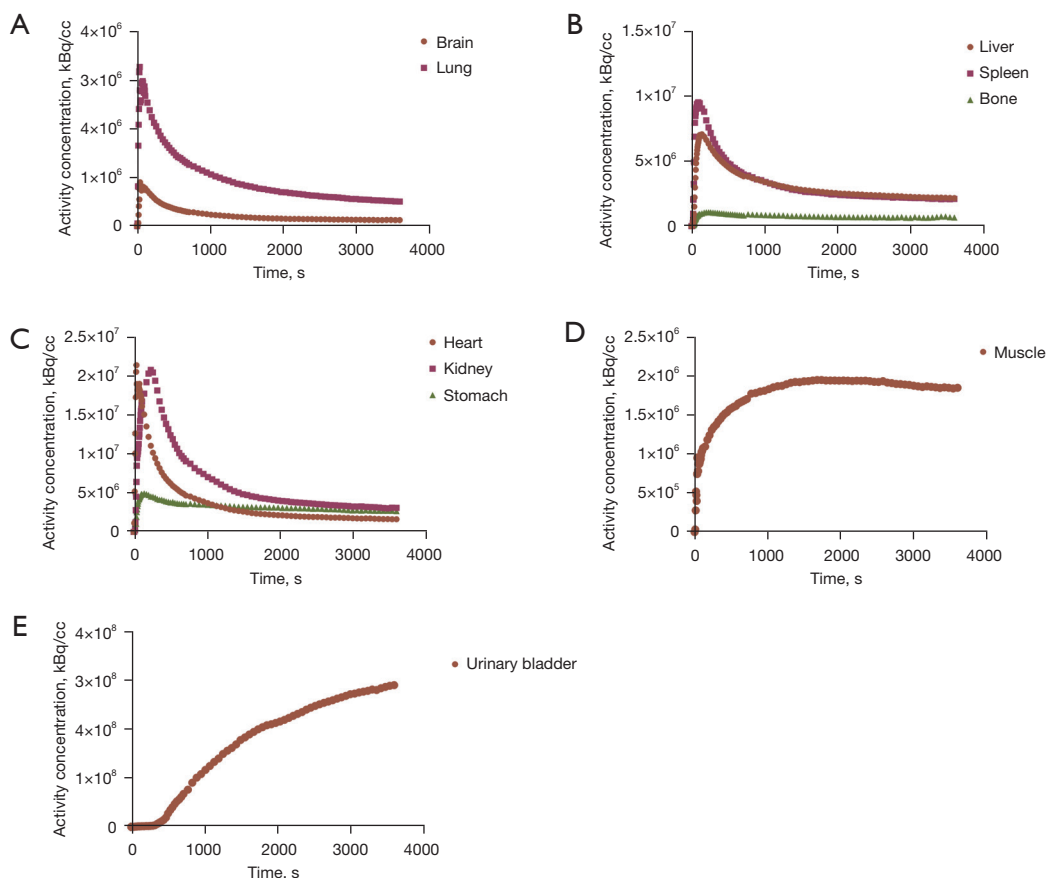 A
Activity concentration, kBq/cc
4×10⁶
3×10⁶
4×10⁶
1×10⁶
0
0 1000 2000 3000 4000
Time, s
Brain
Lung
B
Activity concentration, kBq/cc
1.5×10⁷
1×10⁷
5×10⁶
0
0 1000 2000 3000 4000
Time, s
Liver
Spleen
Bone
C
Activity concentration, kBq/cc
2.5×10⁷
2×10⁷
1.5×10⁷
1×10⁷
5×10⁶
0
0 1000 2000 3000 4000
Time, s
Heart
Kidney
Stomach
D
Activity concentration, kBq/cc
2.5×10⁶
2×10⁶
1.5×10⁶
1×10⁶
5×10⁵
0
0 1000 2000 3000 4000
Time, s
Muscle
E
Activity concentration, kBq/cc
4×10⁸
3×10⁸
4×10⁸
1×10⁸
0
0 1000 2000 3000 4000
Time, s
Urinary bladder